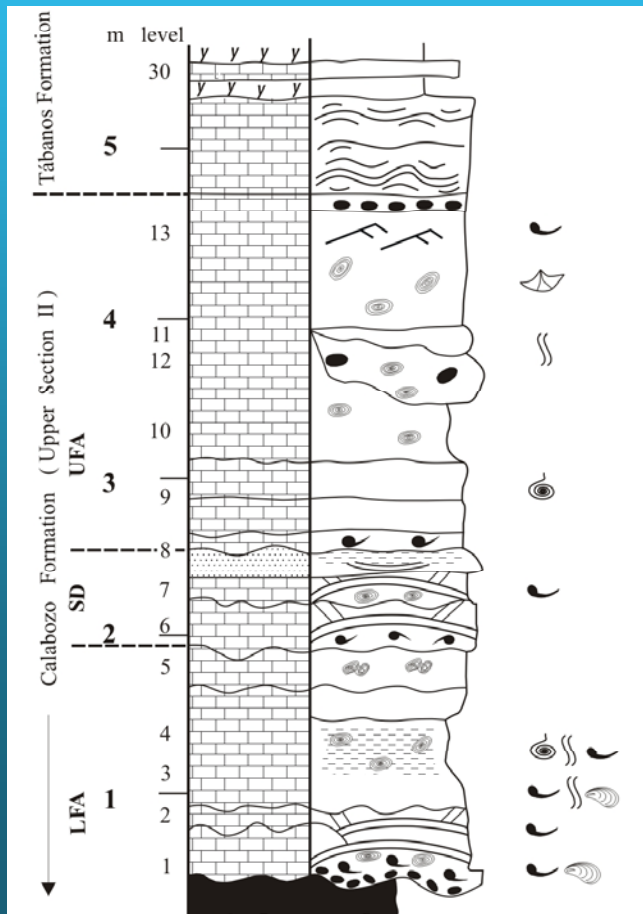 m level
Tábanos Formation
30
5
13
4
11
12
Calabozo Formation (Upper Section II)
UFA
10
3
9
8
SD
7
2
6
5
4
3
1
LFA
2
1
y y y y
y y y y